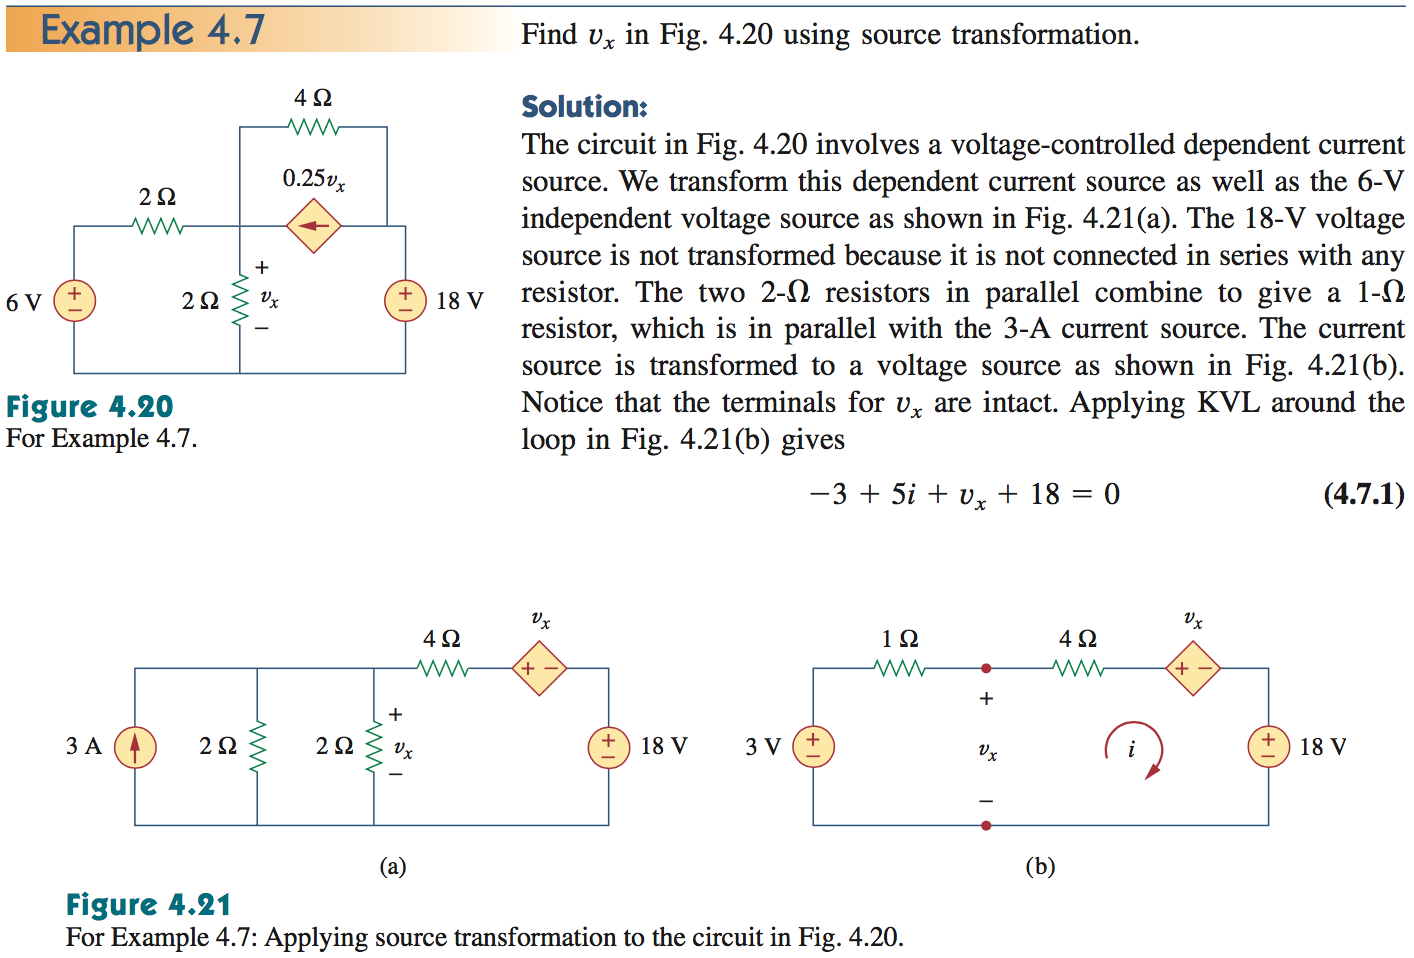 Example 4.7
Find vx in Fig. 4.20 using source transformation.
4 Ω
0.25vx
2 Ω
+
6 V
+
−
2 Ω
vx
−
+
−
18 V
Figure 4.20
For Example 4.7.
Solution:
The circuit in Fig. 4.20 involves a voltage-controlled dependent current
source. We transform this dependent current source as well as the 6-V
independent voltage source as shown in Fig. 4.21(a). The 18-V voltage
source is not transformed because it is not connected in series with any
resistor. The two 2-Ω resistors in parallel combine to give a 1-Ω
resistor, which is in parallel with the 3-A current source. The current
source is transformed to a voltage source as shown in Fig. 4.21(b).
Notice that the terminals for vx are intact. Applying KVL around the
loop in Fig. 4.21(b) gives
−3 + 5i + vx + 18 = 0 (4.7.1)
4 Ω
vx
+ −
3 A
2 Ω
2 Ω
+
vx
−
+
−
18 V
(a)
1 Ω
4 Ω
vx
+ −
3 V
+
−
+
vx
−
i
+
−
18 V
(b)
Figure 4.21
For Example 4.7: Applying source transformation to the circuit in Fig. 4.20.